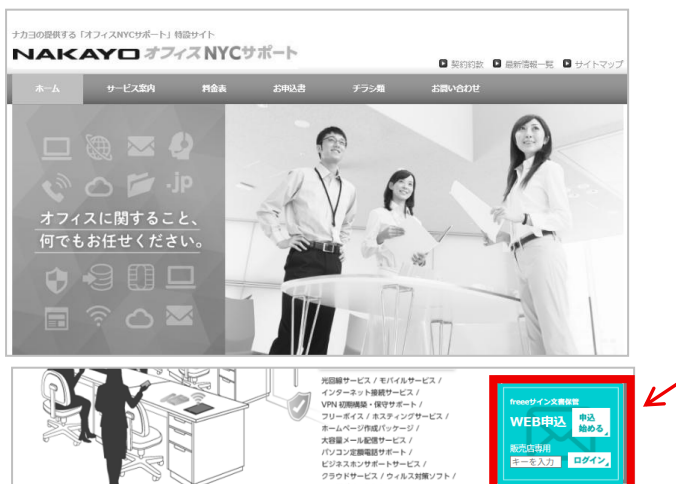 ナカヨの提供する「オフィスNYCサポート」特設サイト
NAKAYO オフィスNYCサポート
契約約款 最新情報一覧 サイトマップ
ホーム サービス案内 料金表 お申込書 チラシ類 お問い合わせ
.jp
オフィスに関すること、
何でもお任せください。
光回線サービス / モバイルサービス /
インターネット接続サービス /
VPN 初期構築・保守サポート /
フリーボイス / ホスティングサービス /
ホームページ作成パッケージ /
大容量メール配信サービス /
パソコン定額電話サポート /
ビジネスホンサポートサービス /
クラウドサービス / ウィルス対策ソフト /
freeeサイン文書保管
WEB申込 申込
始める
販売店専用
キーを入力 ログイン